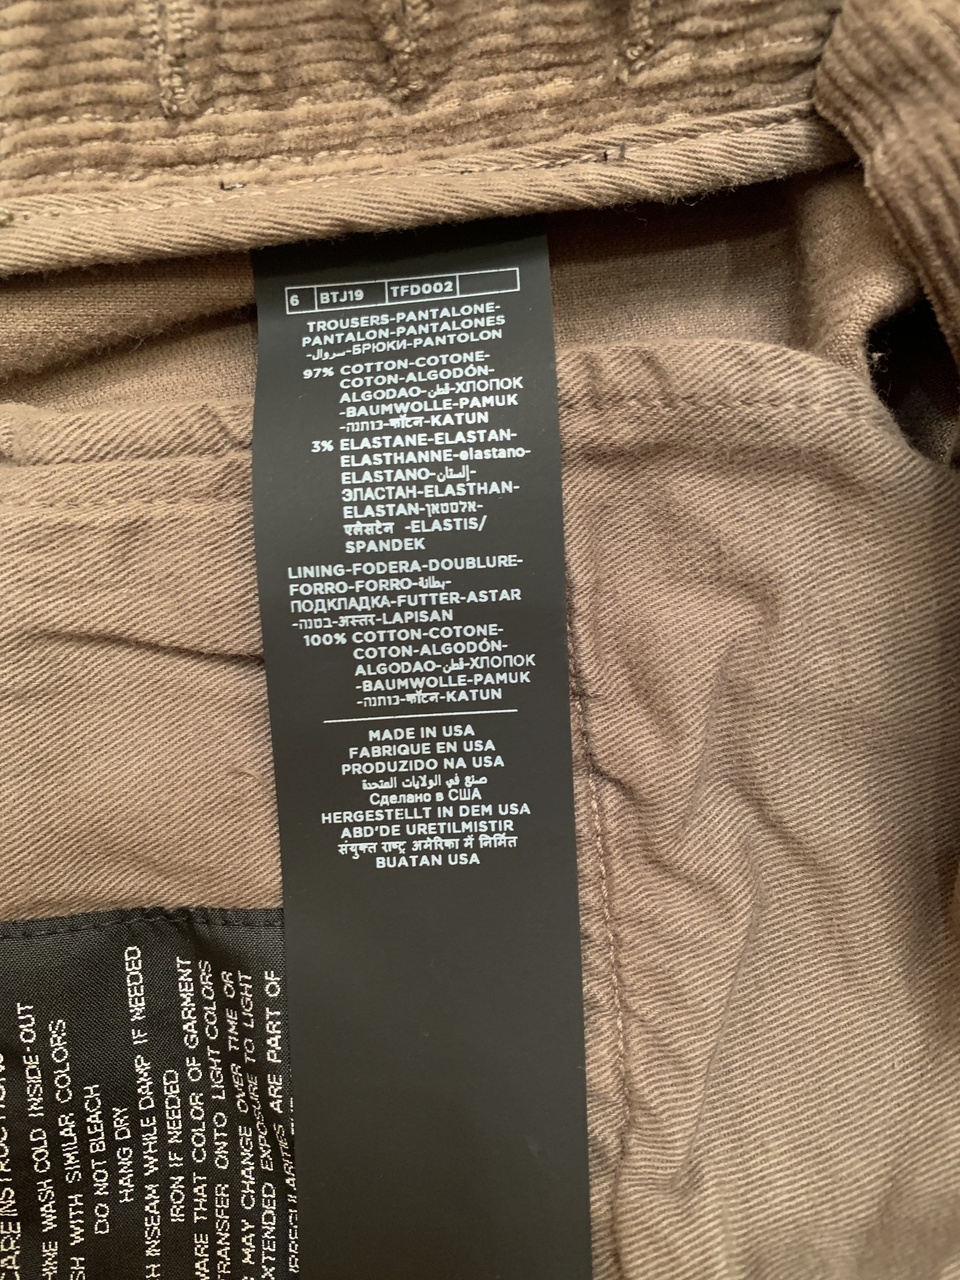 6 BTJ19 TFD002
TROUSERS-PANTALONE-
PANTALON-PANTALONES
-سروال-БРЮКИ-PANTOLON
97% COTTON-COTONE-
COTON-ALGODÓN-
ALGODAO-قطن-ХЛОПОК
-BAUMWOLLE-PAMUK
-כותנה-कॉटन-KATUN
3% ELASTANE-ELASTAN-
ELASTHANNE-elastano-
ELASTANO-إلستان-
ЭЛАСТАН-ELASTHAN-
ELASTAN-אלסטאן-
एलेस्टेन -ELASTIS/
SPANDEK
LINING-FODERA-DOUBLURE-
FORRO-FORRO-بطانة-
ПОДКЛАДКА-FUTTER-ASTAR
-בטנה-अस्तर-LAPISAN
100% COTTON-COTONE-
COTON-ALGODÓN-
ALGODAO-قطن-ХЛОПОК
-BAUMWOLLE-PAMUK
-כותנה-कॉटन-KATUN
MADE IN USA
FABRIQUE EN USA
PRODUZIDO NA USA
صنع في الولايات المتحدة
Сделано в США
HERGESTELLT IN DEM USA
ABD'DE URETILMISTIR
संयुक्त राष्ट्र अमेरिका में निर्मित
BUATAN USA
CARE
WASH COLD INSIDE-OUT
WITH SIMILAR COLORS
DO NOT BLEACH
HANG DRY
INSEAM WHILE DAMP IF NEEDED
IRON IF NEEDED
THAT COLOR OF GARMENT
TRANSFER ONTO LIGHT COLORS
MAY CHANGE OVER TIME OR
EXPOSURE TO LIGHT
ARE PART OF